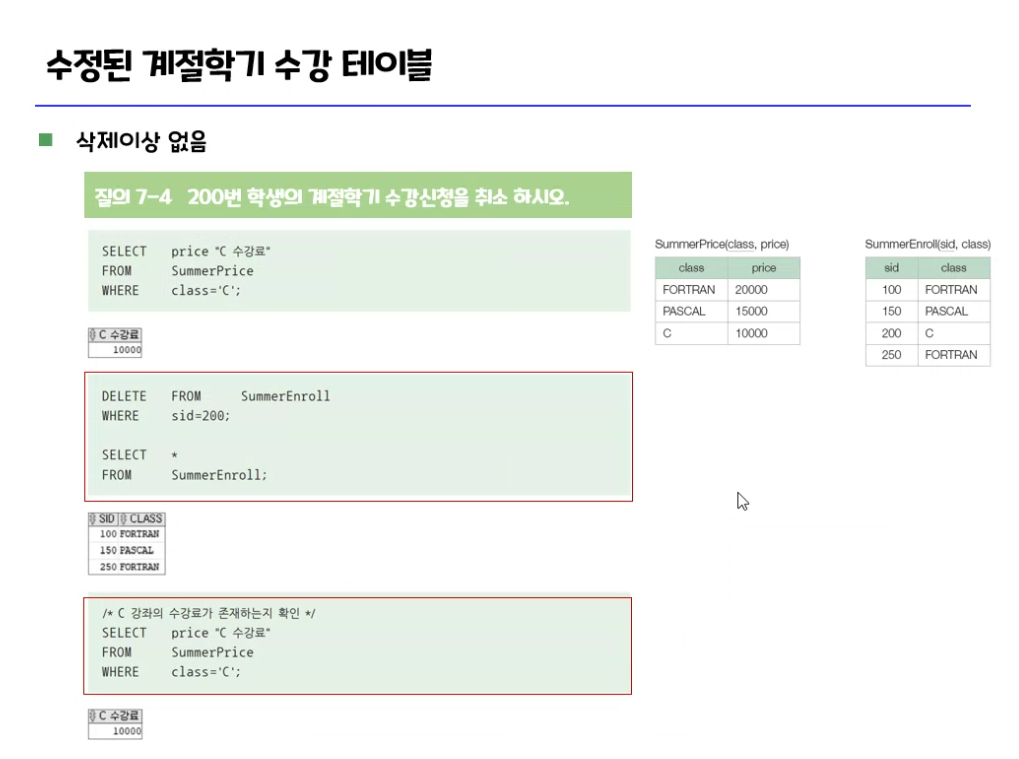 수정된 계절학기 수강 테이블
삭제이상 없음
질의 7-4 200번 학생의 계절학기 수강신청을 취소 하시오.
SELECT price "C 수강료"
FROM SummerPrice
WHERE class='C';
C 수강료
10000
DELETE FROM SummerEnroll
WHERE sid=200;
SELECT *
FROM SummerEnroll;
SID CLASS
100 FORTRAN
150 PASCAL
250 FORTRAN
/* C 강좌의 수강료가 존재하는지 확인 */
SELECT price "C 수강료"
FROM SummerPrice
WHERE class='C';
C 수강료
10000
SummerPrice(class, price)
class price
FORTRAN 20000
PASCAL 15000
C 10000
SummerEnroll(sid, class)
sid class
100 FORTRAN
150 PASCAL
200 C
250 FORTRAN